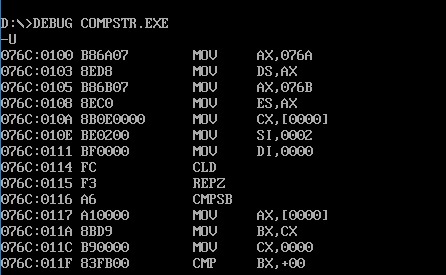 D:\>DEBUG COMPSTR.EXE
-U
076C:0100 B86A07        MOV     AX,076A
076C:0103 8ED8          MOV     DS,AX
076C:0105 B86B07        MOV     AX,076B
076C:0108 8EC0          MOV     ES,AX
076C:010A 8B0E0000      MOV     CX,[0000]
076C:010E BE0200        MOV     SI,0002
076C:0111 BF0000        MOV     DI,0000
076C:0114 FC            CLD
076C:0115 F3            REPZ
076C:0116 A6            CMPSB
076C:0117 A10000        MOV     AX,[0000]
076C:011A 8BD9          MOV     BX,CX
076C:011C B90000        MOV     CX,0000
076C:011F 83FB00        CMP     BX,+00